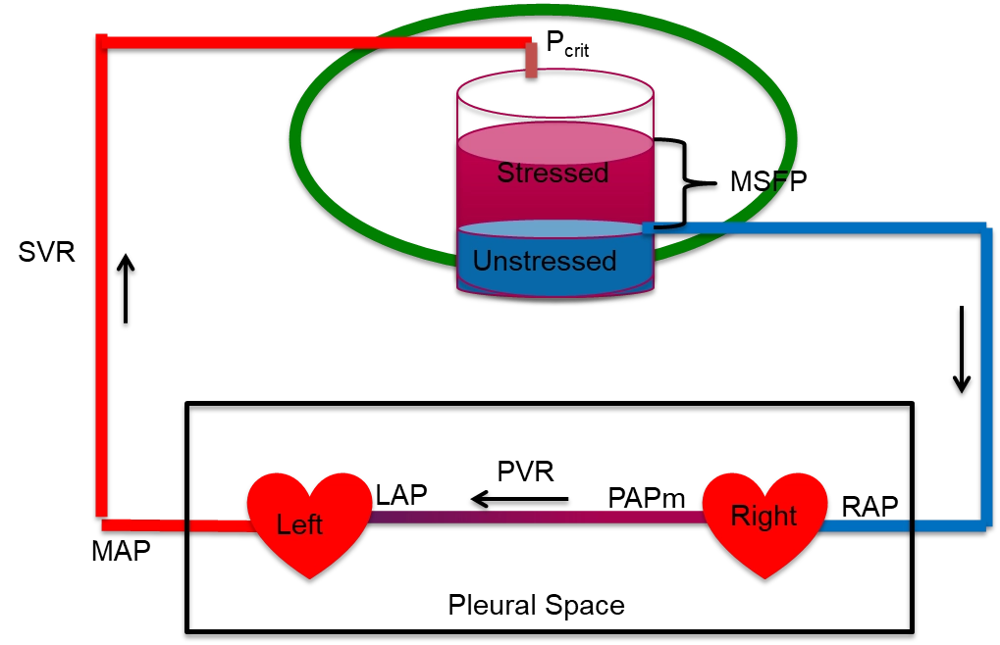 Pcrit
Stressed
MSFP
SVR
Unstressed
PVR
LAP
PAPm
RAP
Left
Right
MAP
Pleural Space